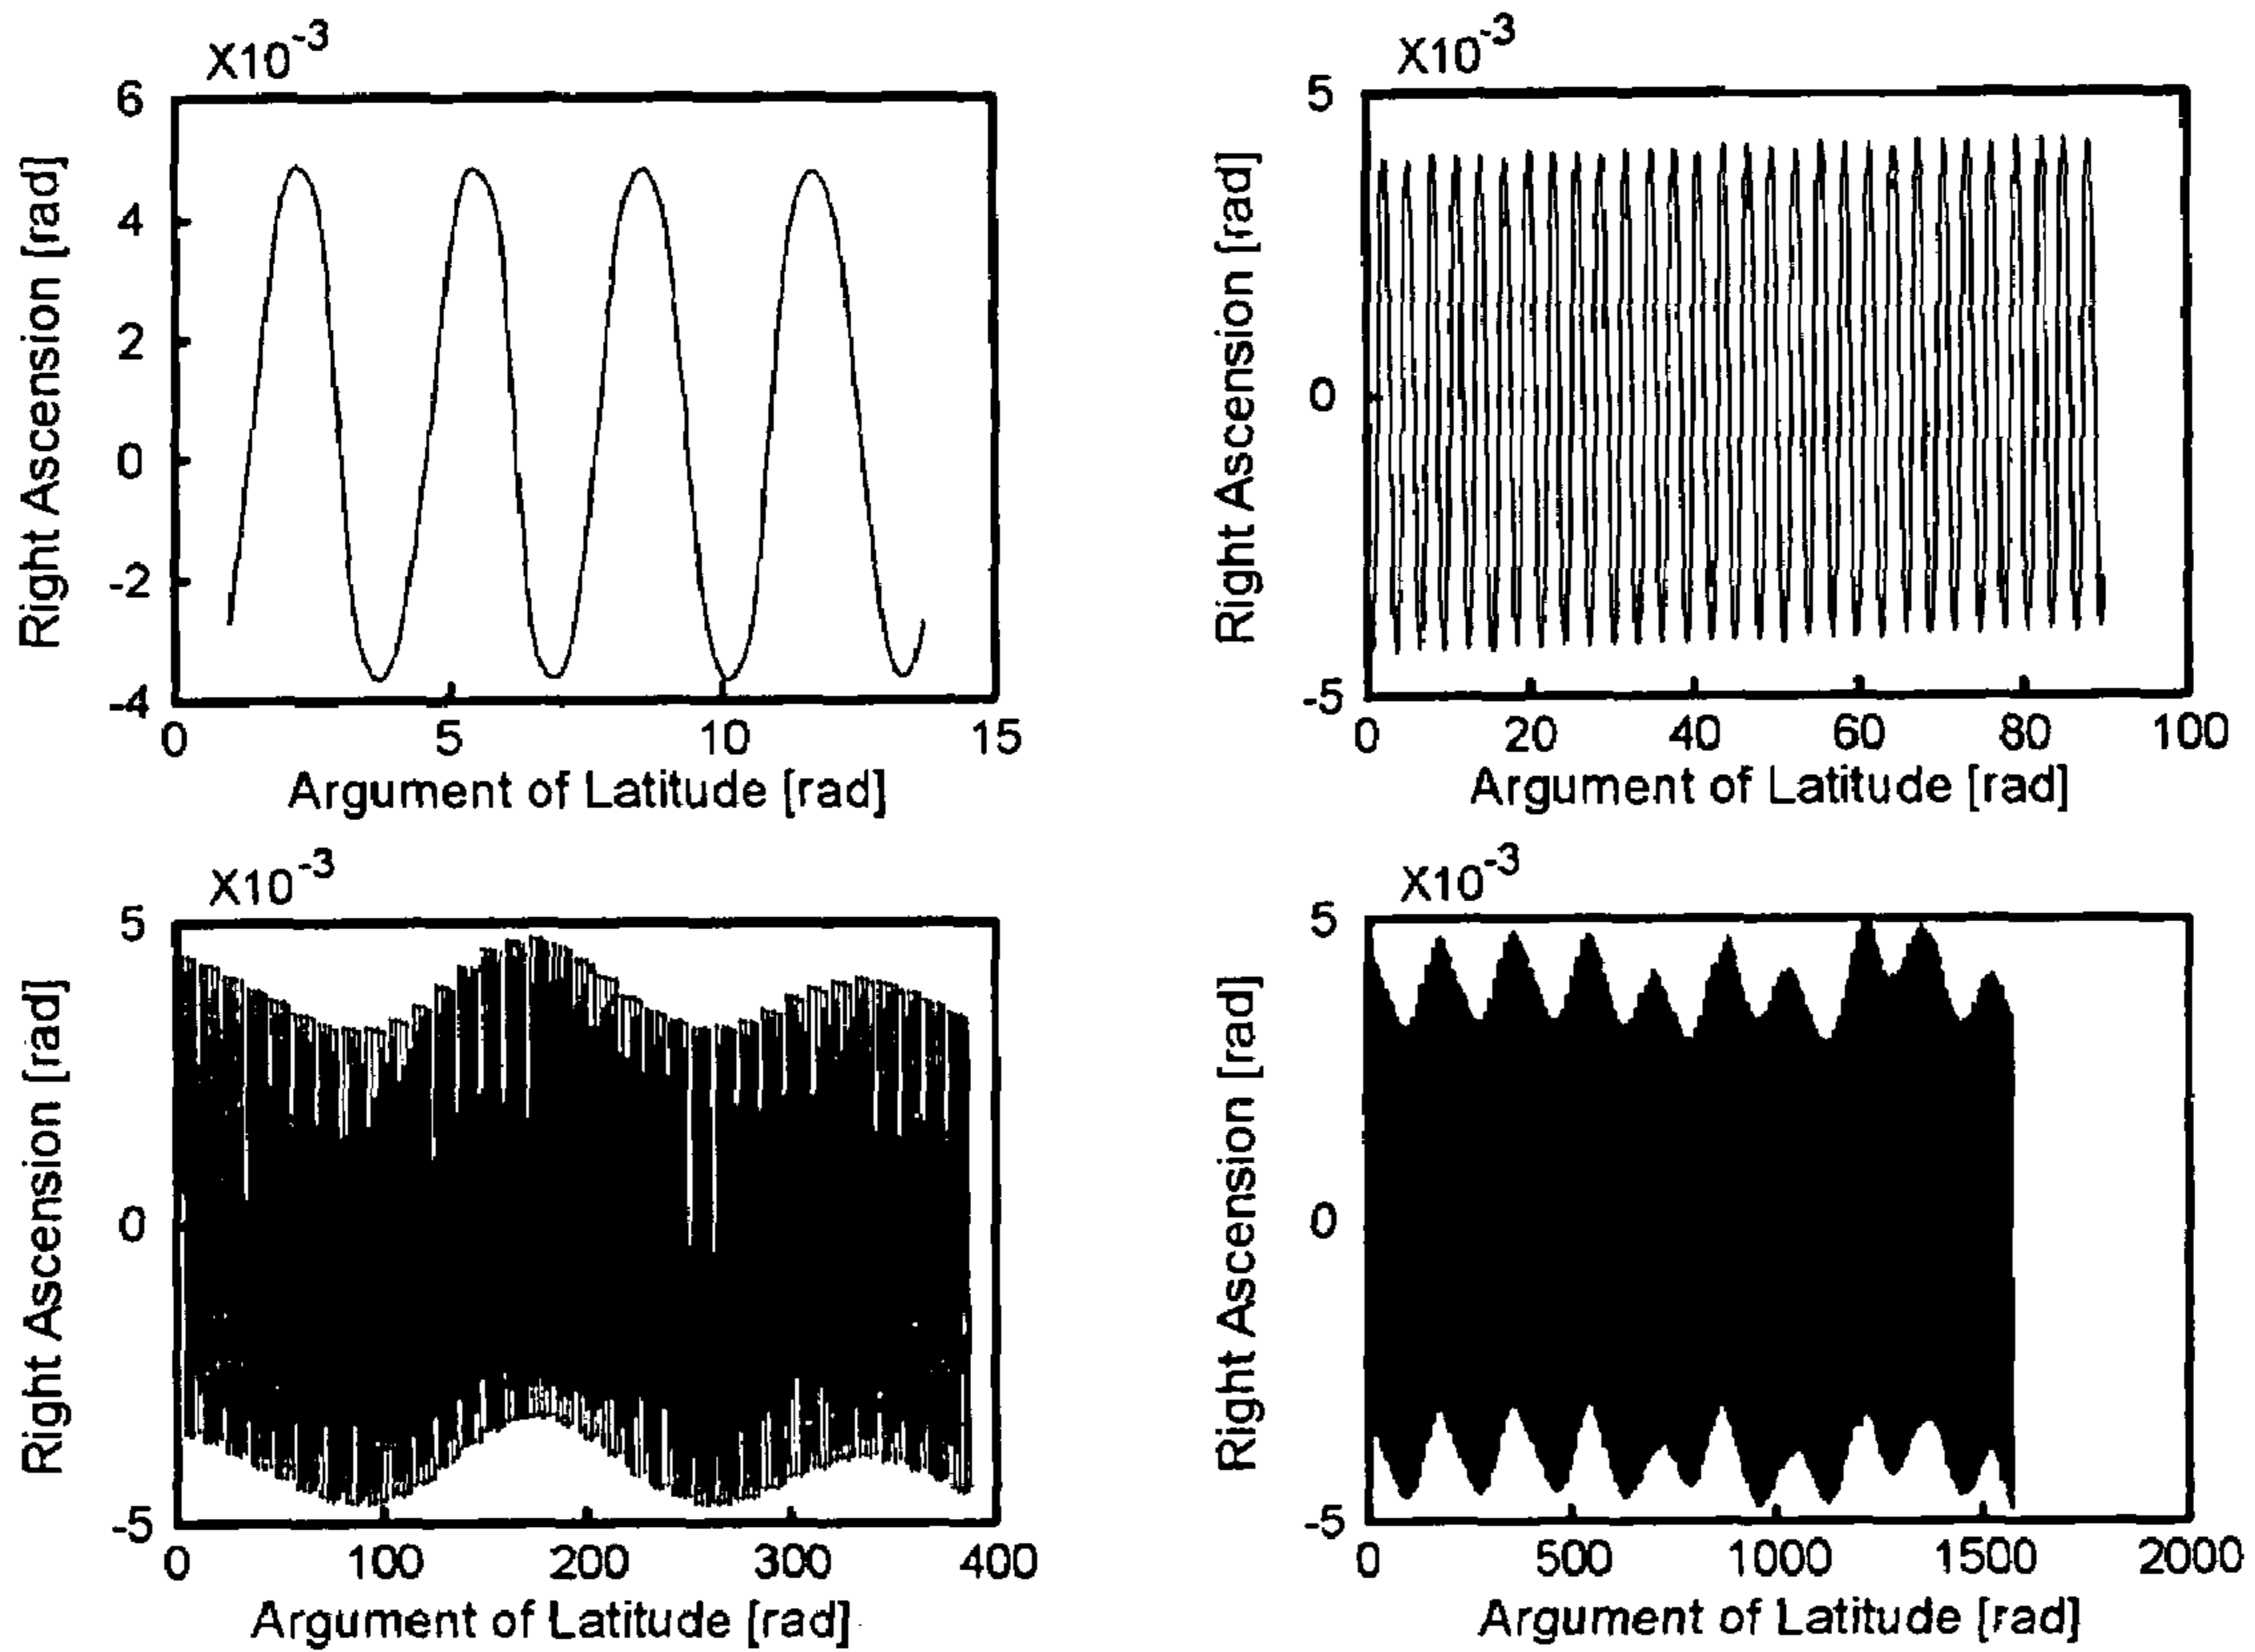 X10-3
6
4
2
0
-2
-4
Right Ascension [rad]
0 5 10 15
Argument of Latitude [rad]
X10-3
5
0
-5
Right Ascension [rad]
0 20 40 60 80 100
Argument of Latitude [rad]
X10-3
5
0
-5
Right Ascension [rad]
0 100 200 300 400
Argument of Latitude [rad]
X10-3
5
0
-5
Right Ascension [rad]
0 500 1000 1500 2000
Argument of Latitude [rad]